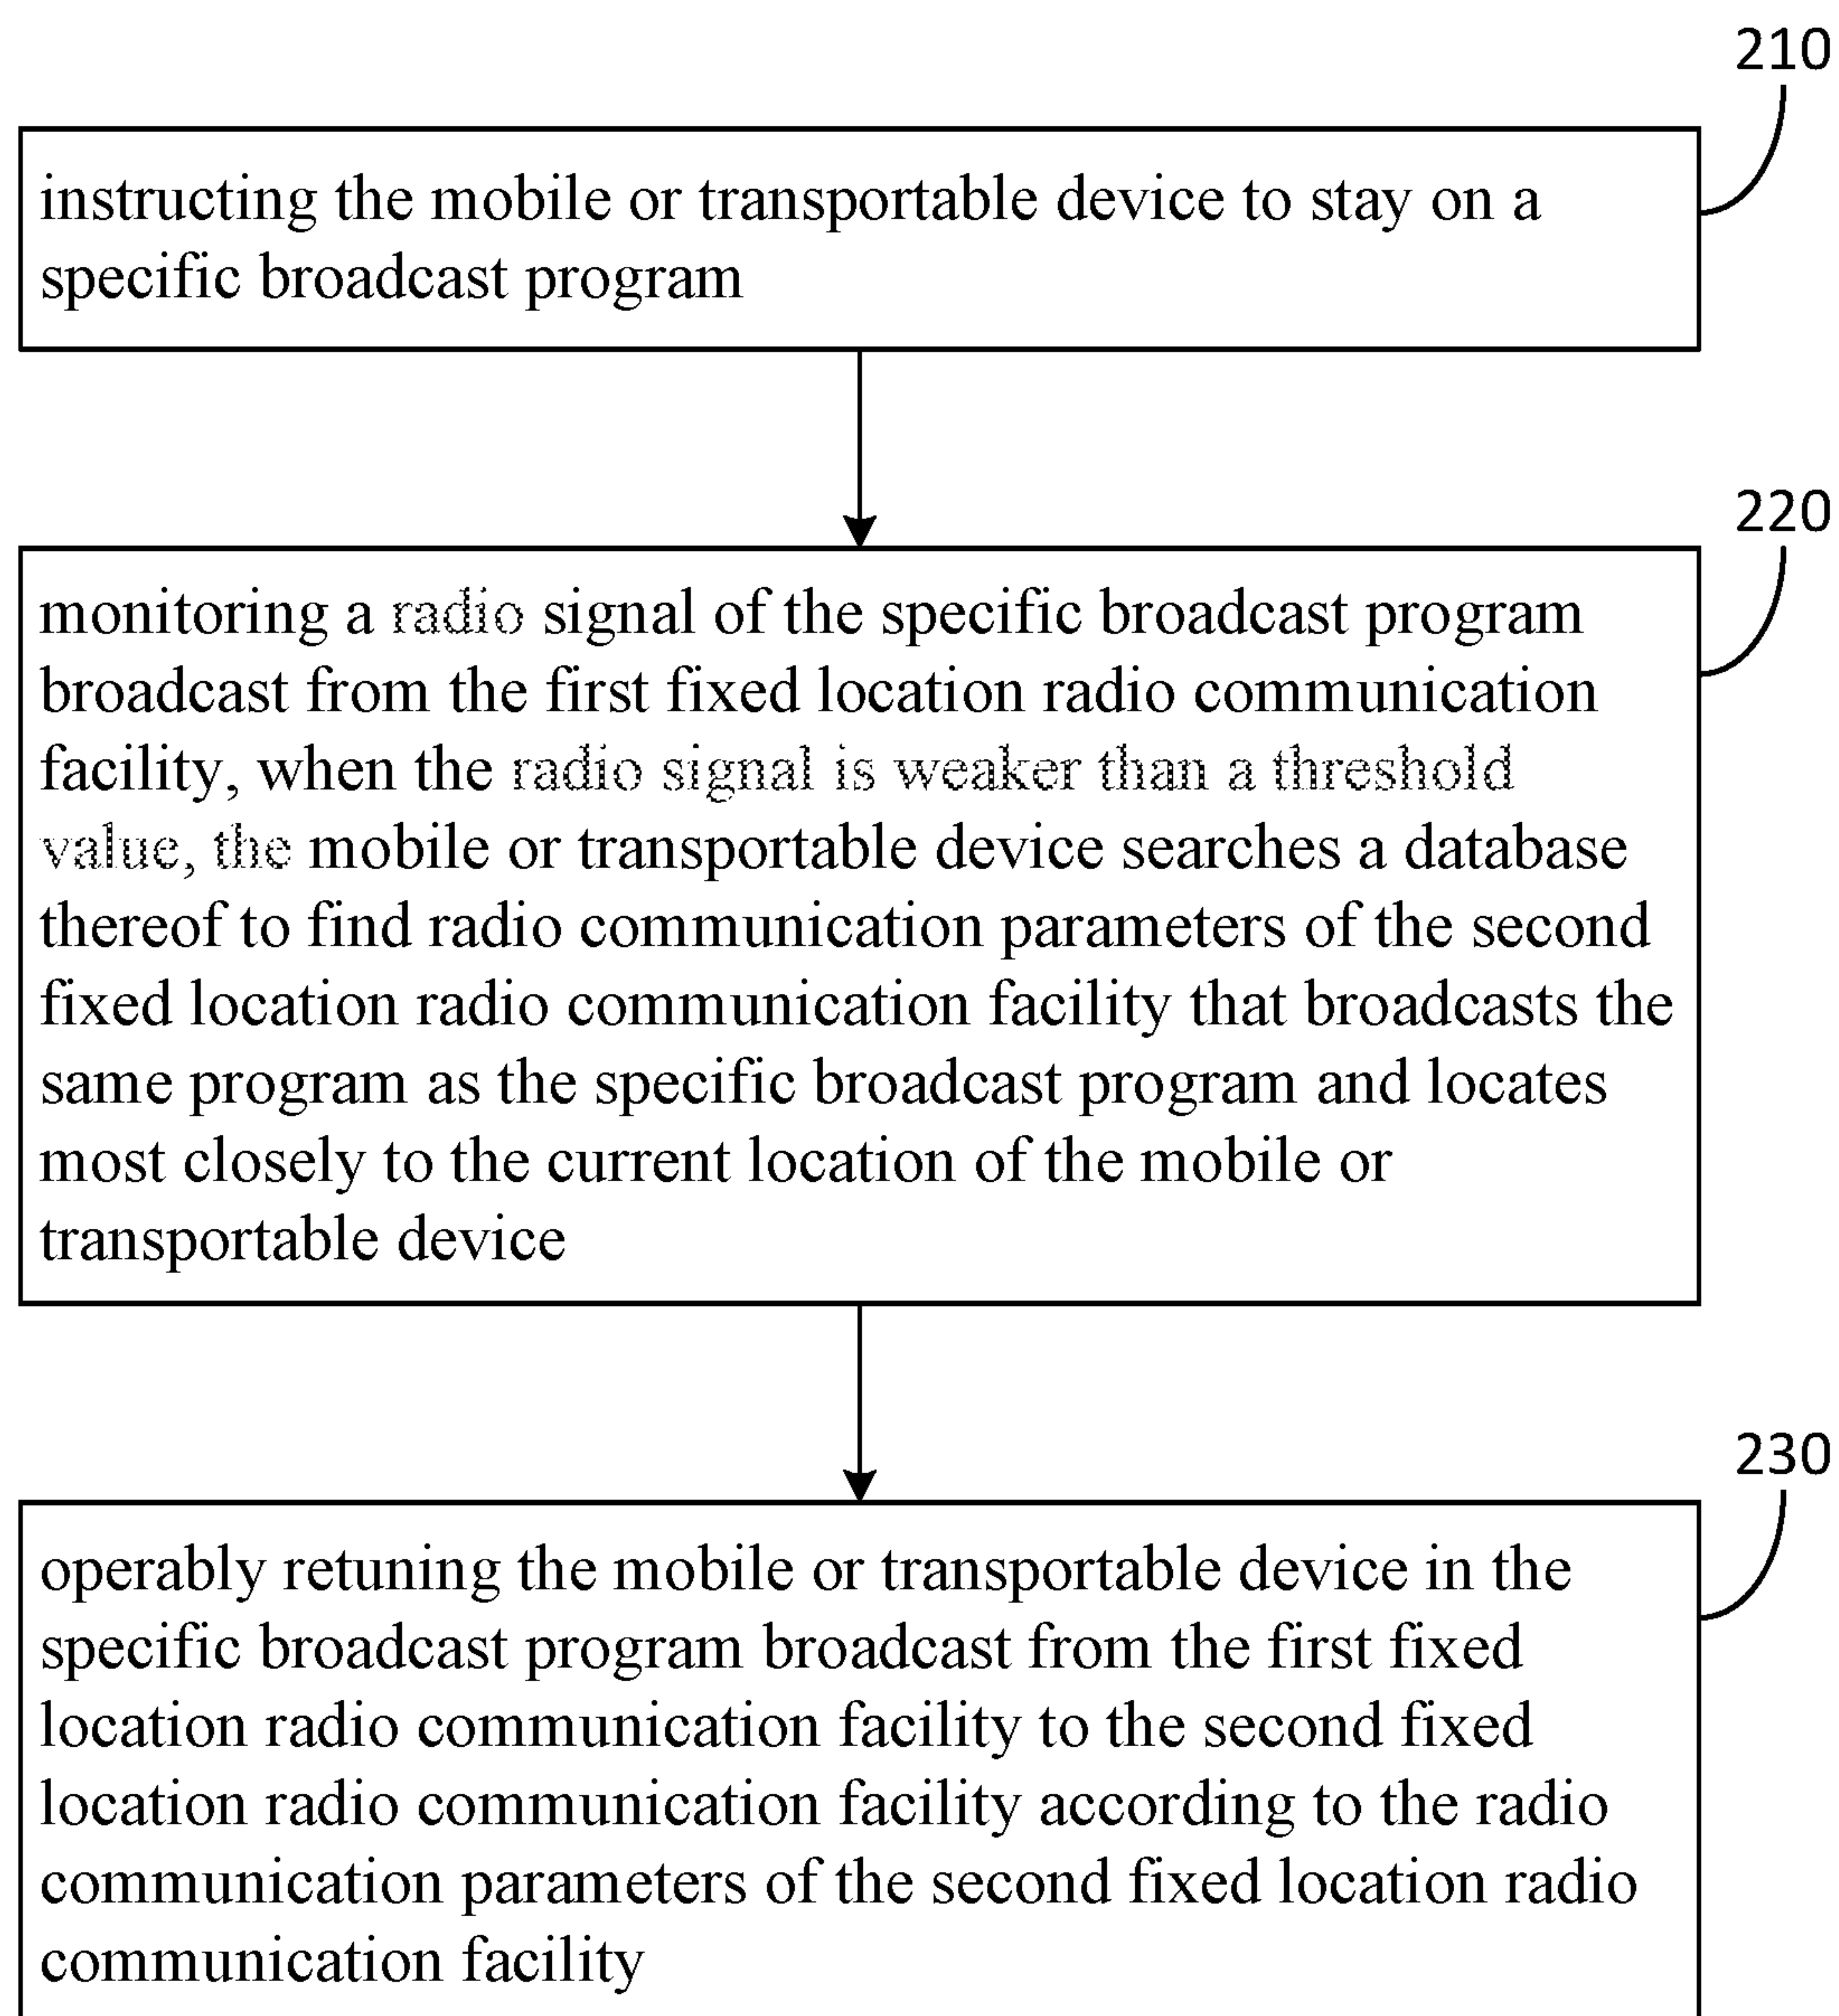 210
instructing the mobile or transportable device to stay on a
specific broadcast program
220
monitoring a radio signal of the specific broadcast program
broadcast from the first fixed location radio communication
facility, when the radio signal is weaker than a threshold
value, the mobile or transportable device searches a database
thereof to find radio communication parameters of the second
fixed location radio communication facility that broadcasts the
same program as the specific broadcast program and locates
most closely to the current location of the mobile or
transportable device
230
operably retuning the mobile or transportable device in the
specific broadcast program broadcast from the first fixed
location radio communication facility to the second fixed
location radio communication facility according to the radio
communication parameters of the second fixed location radio
communication facility